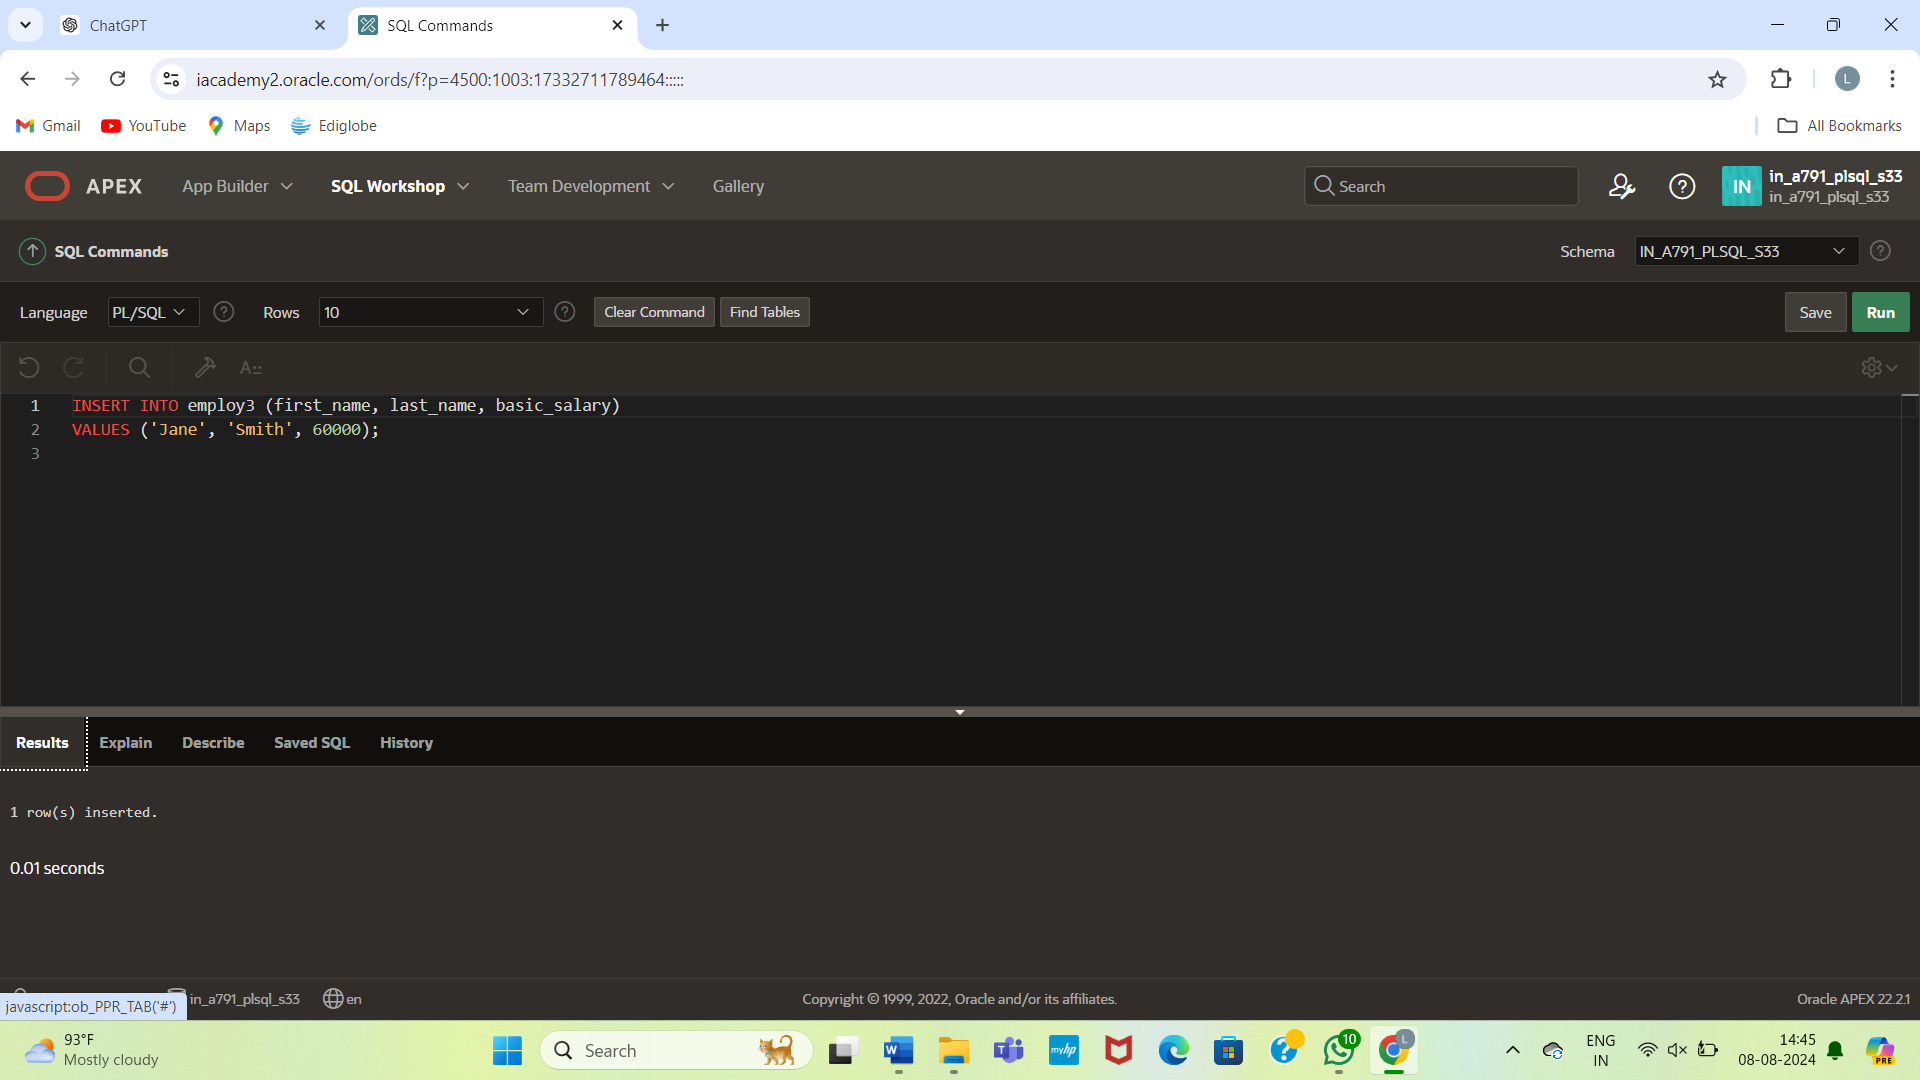 ChatGPT
SQL Commands
iacademy2.oracle.com/ords/f?p=4500:1003:17332711789464:::::
L
Gmail
YouTube
Maps
Ediglobe
All Bookmarks
APEX
App Builder
SQL Workshop
Team Development
Gallery
Search
IN
in_a791_plsql_s33
in_a791_plsql_s33
SQL Commands
Schema
IN_A791_PLSQL_S33
Language
PL/SQL
Rows
10
Clear Command
Find Tables
Save
Run
A
1 INSERT INTO employ3 (first_name, last_name, basic_salary)
2 VALUES ('Jane', 'Smith', 60000);
3
Results
Explain
Describe
Saved SQL
History
1 row(s) inserted.
0.01 seconds
in_a791_plsql_s33
en
Copyright © 1999, 2022, Oracle and/or its affiliates.
Oracle APEX 22.2.1
javascript:ob_PPR_TAB('#')
93°F
Mostly cloudy
Search
W
myhp
10
L
ENG
IN
14:45
08-08-2024
PRE